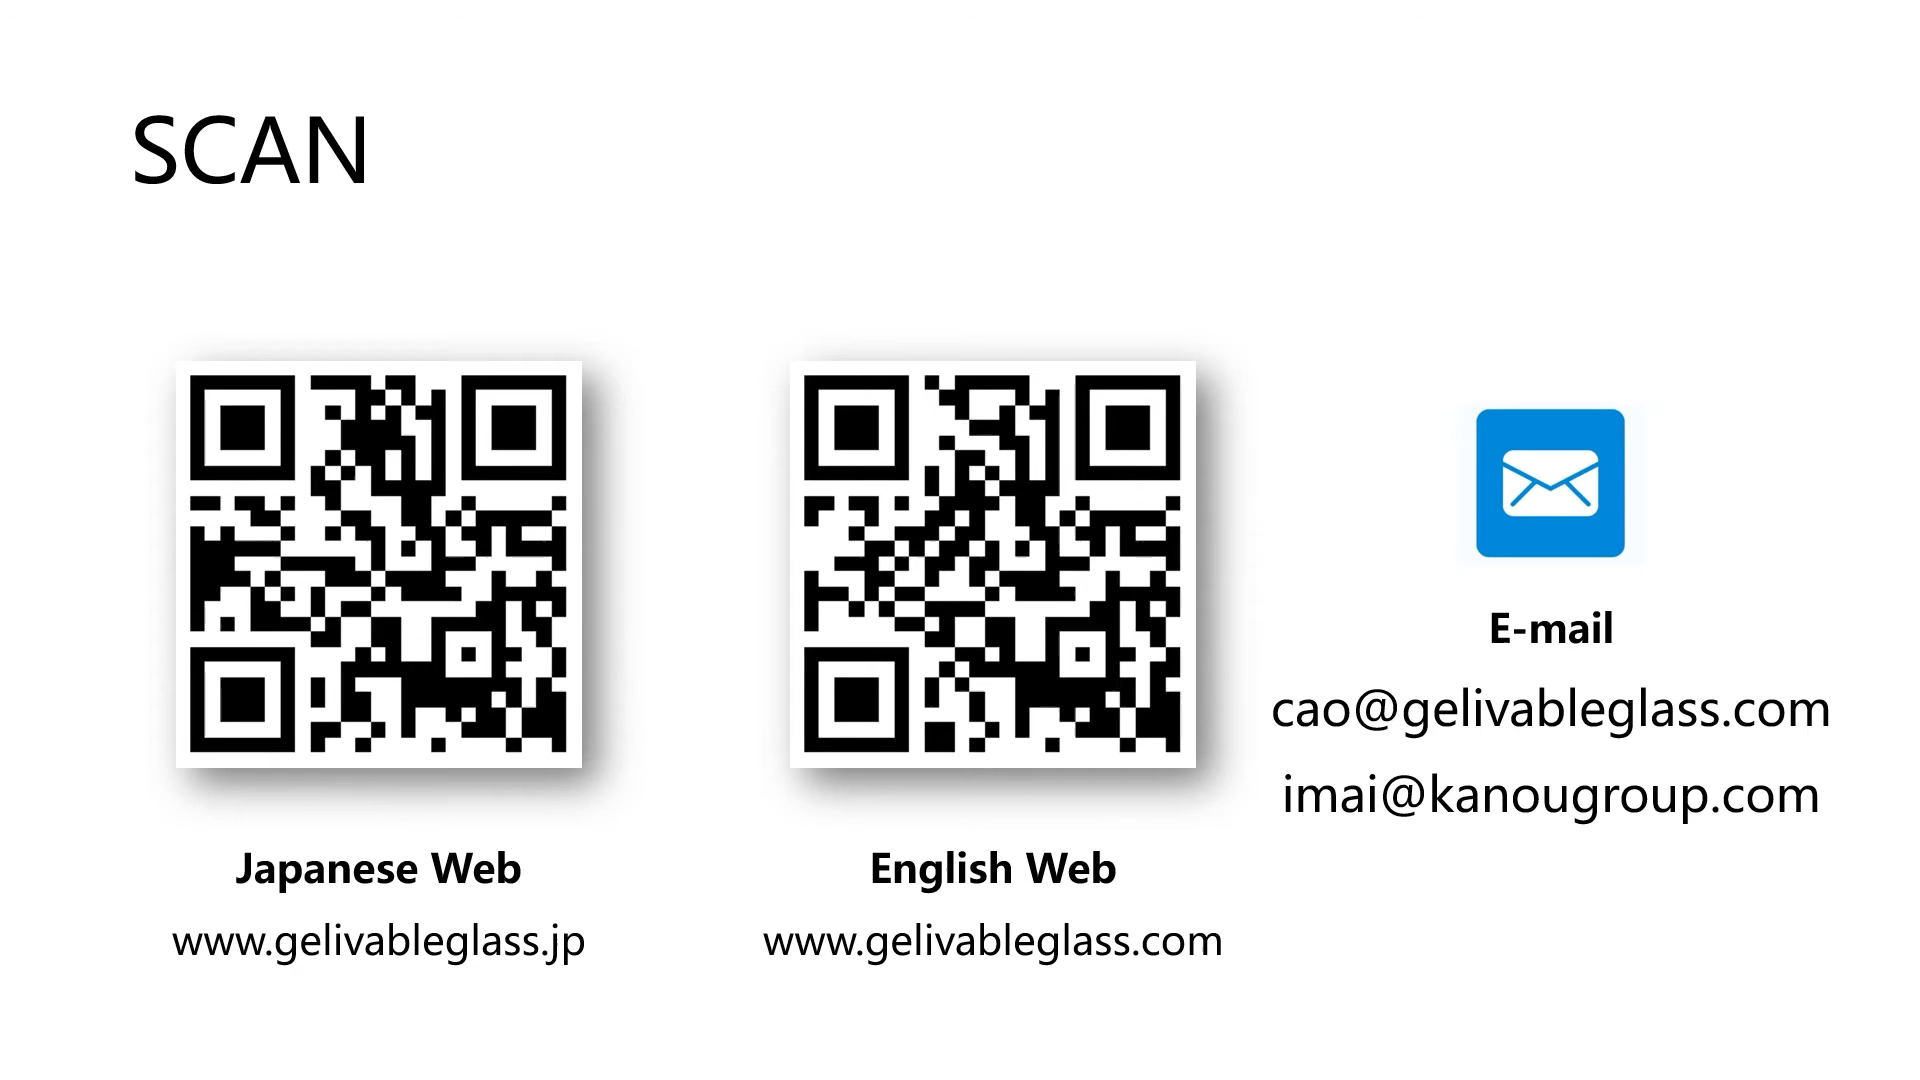 SCAN
Japanese Web
www.gelivableglass.jp
English Web
www.gelivableglass.com
E-mail
cao@gelivableglass.com
imai@kanougroup.com